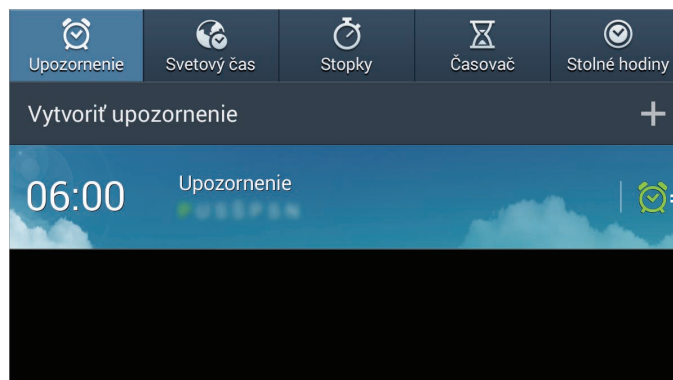 Upozornenie
Svetový čas
Stopky
Časovač
Stolné hodiny
Vytvoriť upozornenie
06:00
Upozornenie